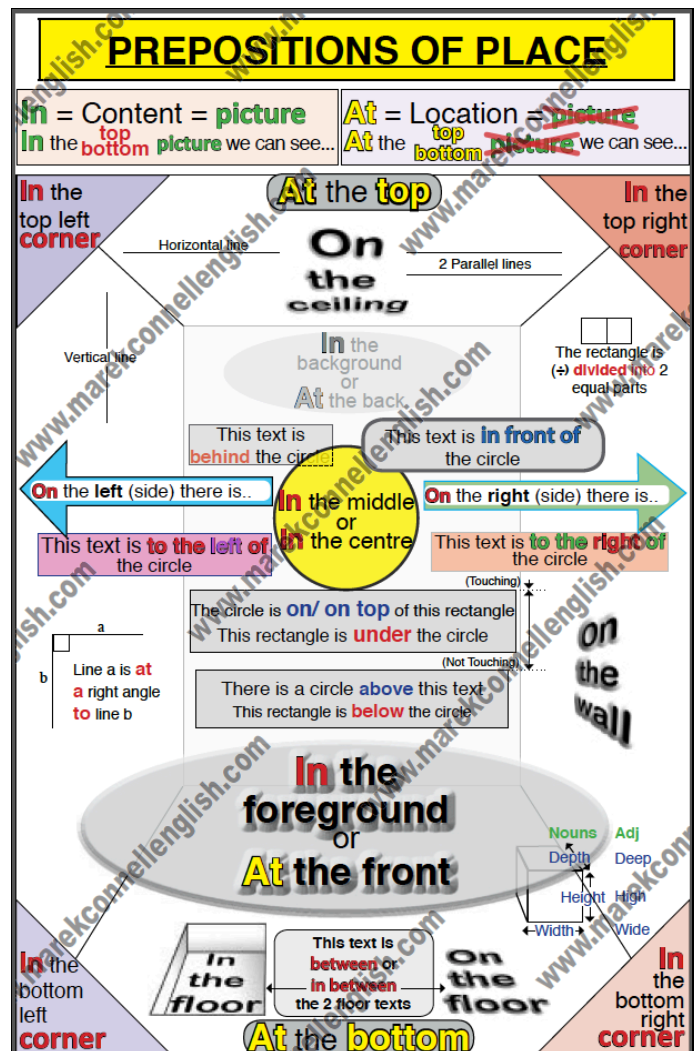 PREPOSITIONS OF PLACE
In = Content = picture
In the top bottom picture we can see...
At = Location = picture
At the top bottom picture we can see...
In the
top left
corner
At the top
In the
top right
corner
Horizontal line
On
the
ceiling
2 Parallel lines
Vertical line
In the
background
or
At the back
The rectangle is
(÷) divided into 2
equal parts
This text is
behind the circle
This text is in front of
the circle
On the left (side) there is..
In the middle
or
In the centre
On the right (side) there is..
This text is to the left of
the circle
This text is to the right of
the circle
(Touching)
The circle is on/ on top of this rectangle
This rectangle is under the circle
(Not Touching)
On
the
wall
a
b
Line a is at
a right angle
to line b
There is a circle above this text
This rectangle is below the circle
In the
foreground
or
At the front
Nouns Adj
Depth Deep
Height High
Width Wide
In the
bottom
left
corner
In
the
floor
This text is
between or
in between
the 2 floor texts
On
the
floor
In
the
bottom
right
corner
At the bottom
www.marekconnellenglish.com